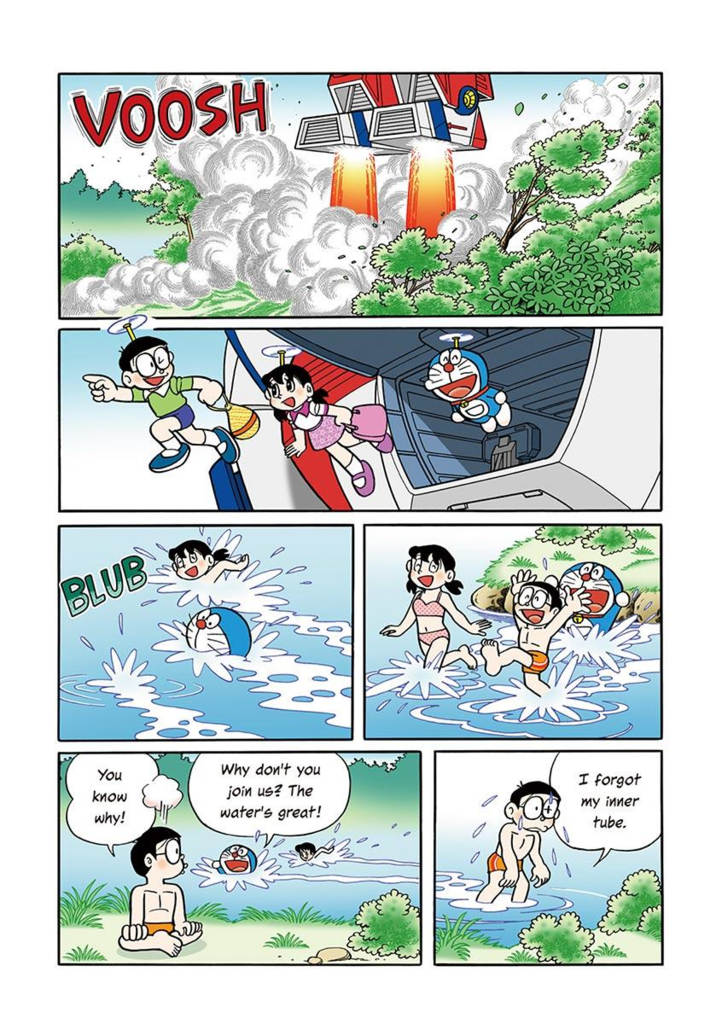 VOOSH
BLUB
I forgot
my inner
tube.
Why don't you
join us? The
water's great!
You
know
why!